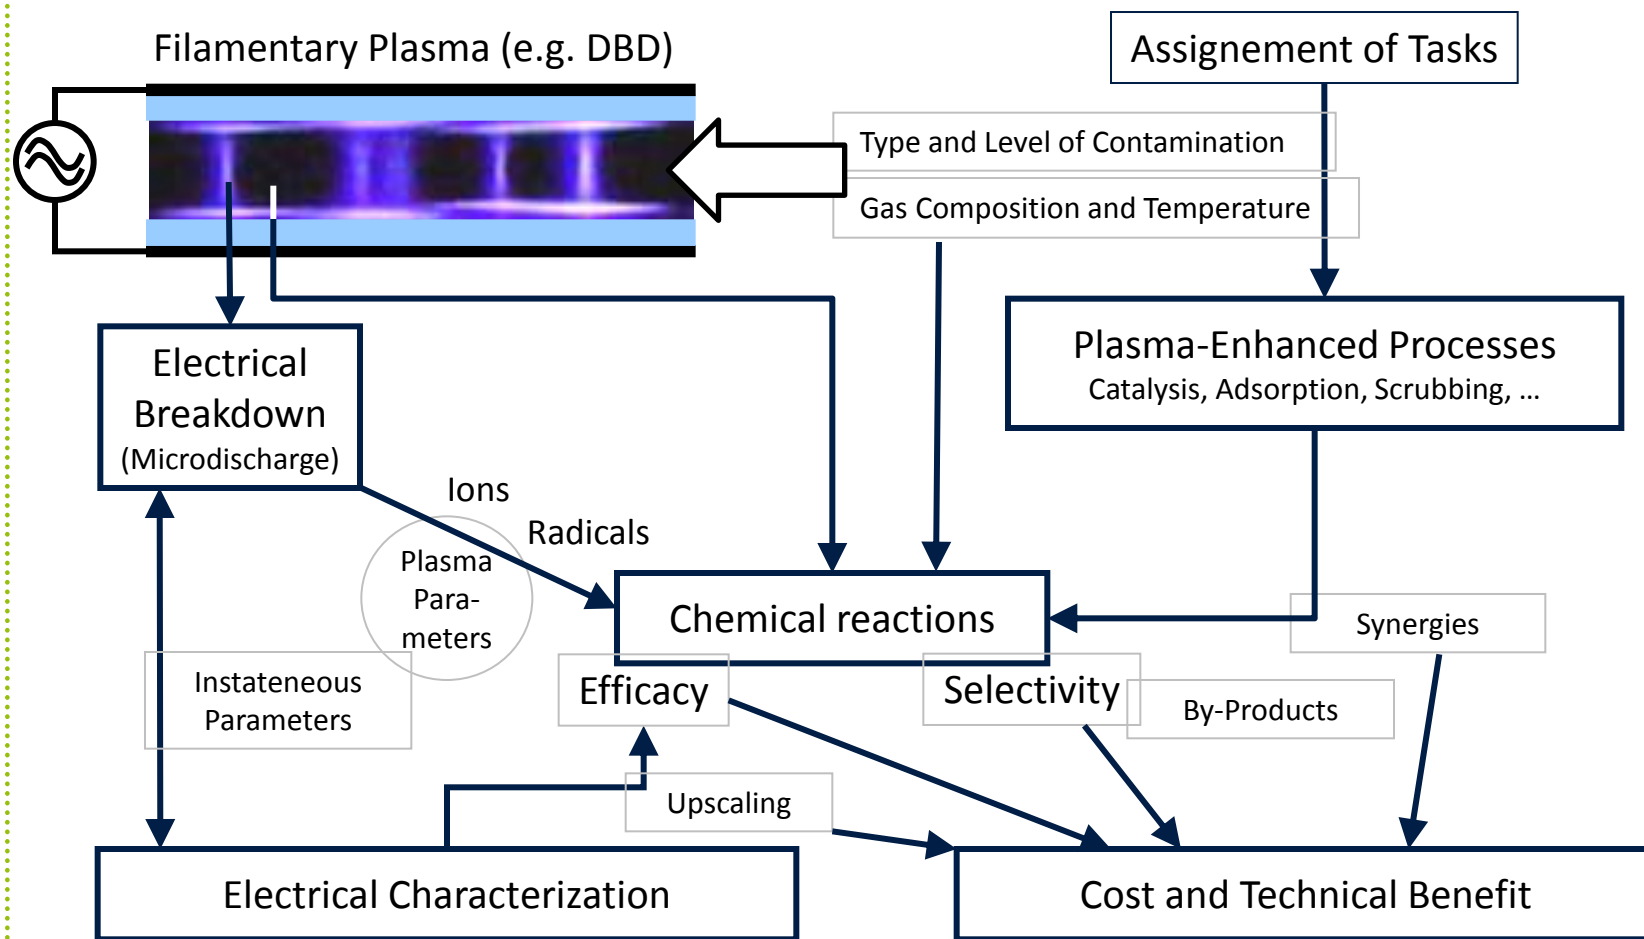 Filamentary Plasma (e.g. DBD)
Assignement of Tasks
Type and Level of Contamination
Gas Composition and Temperature
Electrical
Breakdown
(Microdischarge)
Plasma-Enhanced Processes
Catalysis, Adsorption, Scrubbing, ...
Ions
Radicals
Plasma
Para-
meters
Chemical reactions
Synergies
Instateneous
Parameters
Efficacy
Selectivity
By-Products
Upscaling
Electrical Characterization
Cost and Technical Benefit